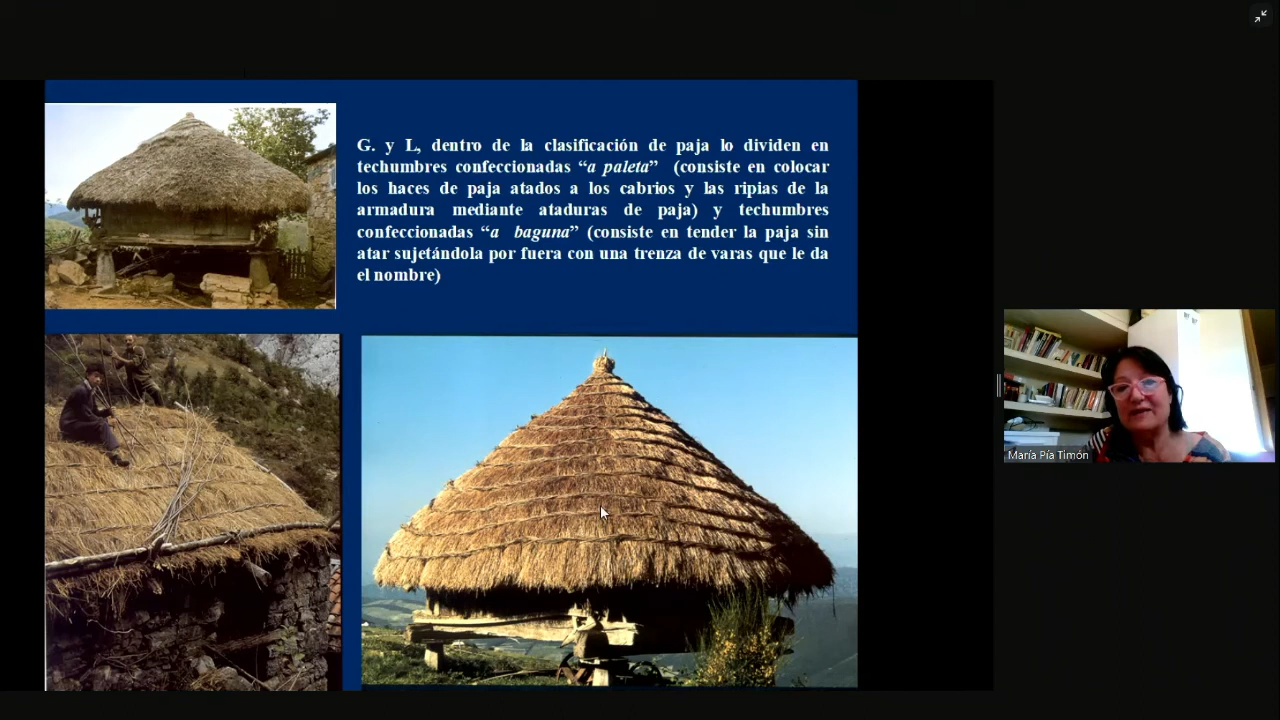 G. y L, dentro de la clasificación de paja lo dividen en
techumbres confeccionadas “a paleta” (consiste en colocar
los haces de paja atados a los cabrios y las ripias de la
armadura mediante ataduras de paja) y techumbres
confeccionadas “a baguna” (consiste en tender la paja sin
atar sujetándola por fuera con una trenza de varas que le da
el nombre)
María Pía Timón